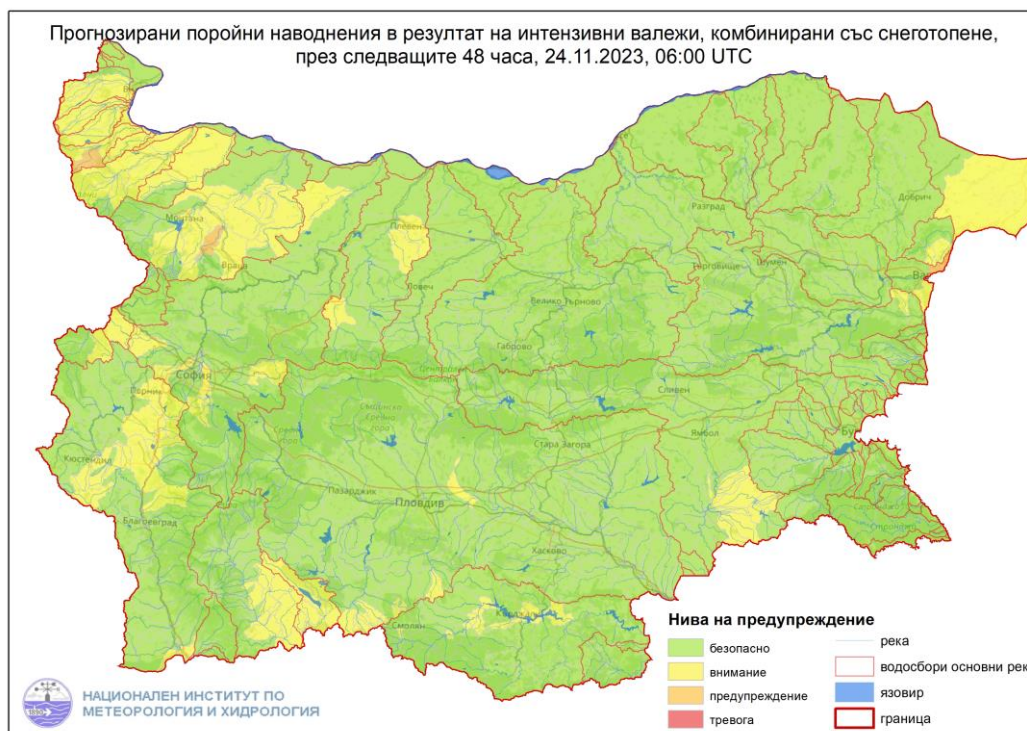 Прогнозирани поройни наводнения в резултат на интензивни валежи, комбинирани със снеготопене,
през следващите 48 часа, 24.11.2023, 06:00 UTC
Добрич
Разград
Монтана
Плевен
Враца
Търговище
Шумен
Ловеч
Велико Търново
Габрово
София
Перник
Сливен
Стара Загора
Ямбол
Бу
Кюстендил
Пазарджик
Пловдив
Благоевград
Хасково
Смолян
Нива на предупреждение
безопасно
внимание
предупреждение
тревога
река
водосбори основни рек
язовир
граница
1890
НАЦИОНАЛЕН ИНСТИТУТ ПО
МЕТЕОРОЛОГИЯ И ХИДРОЛОГИЯ